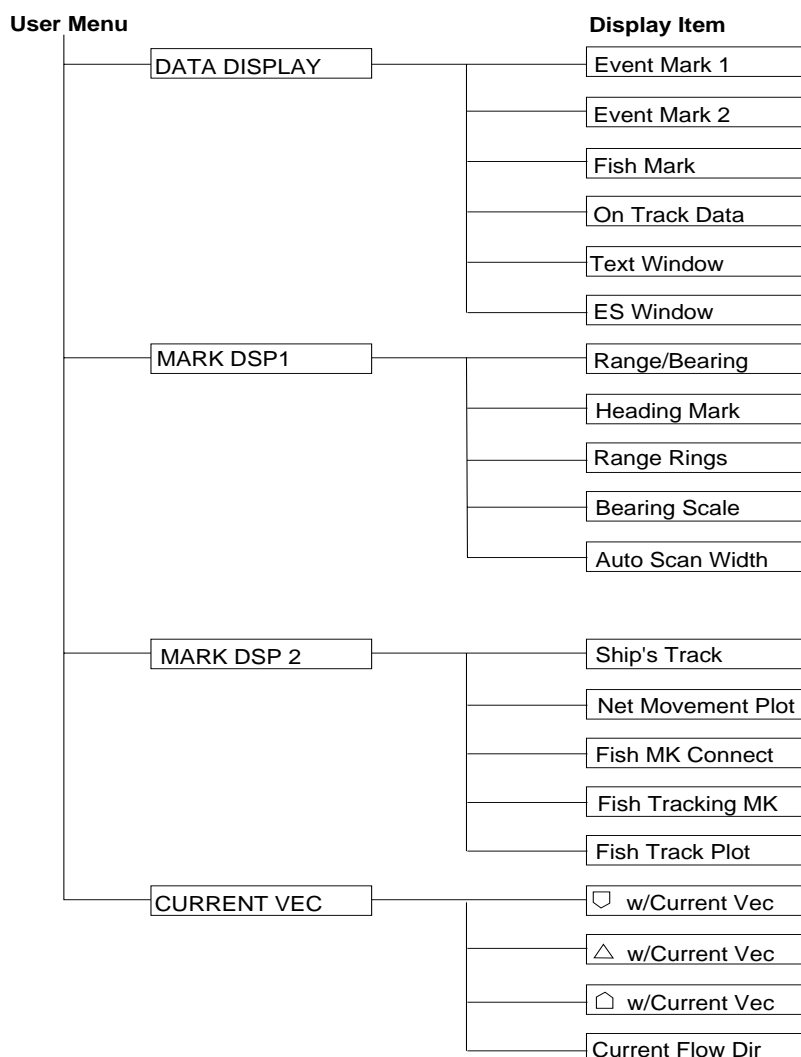 User Menu
Display Item
DATA DISPLAY
Event Mark 1
Event Mark 2
Fish Mark
On Track Data
Text Window
ES Window
MARK DSP1
Range/Bearing
Heading Mark
Range Rings
Bearing Scale
Auto Scan Width
MARK DSP 2
Ship's Track
Net Movement Plot
Fish MK Connect
Fish Tracking MK
Fish Track Plot
CURRENT VEC
w/Current Vec
w/Current Vec
w/Current Vec
Current Flow Dir